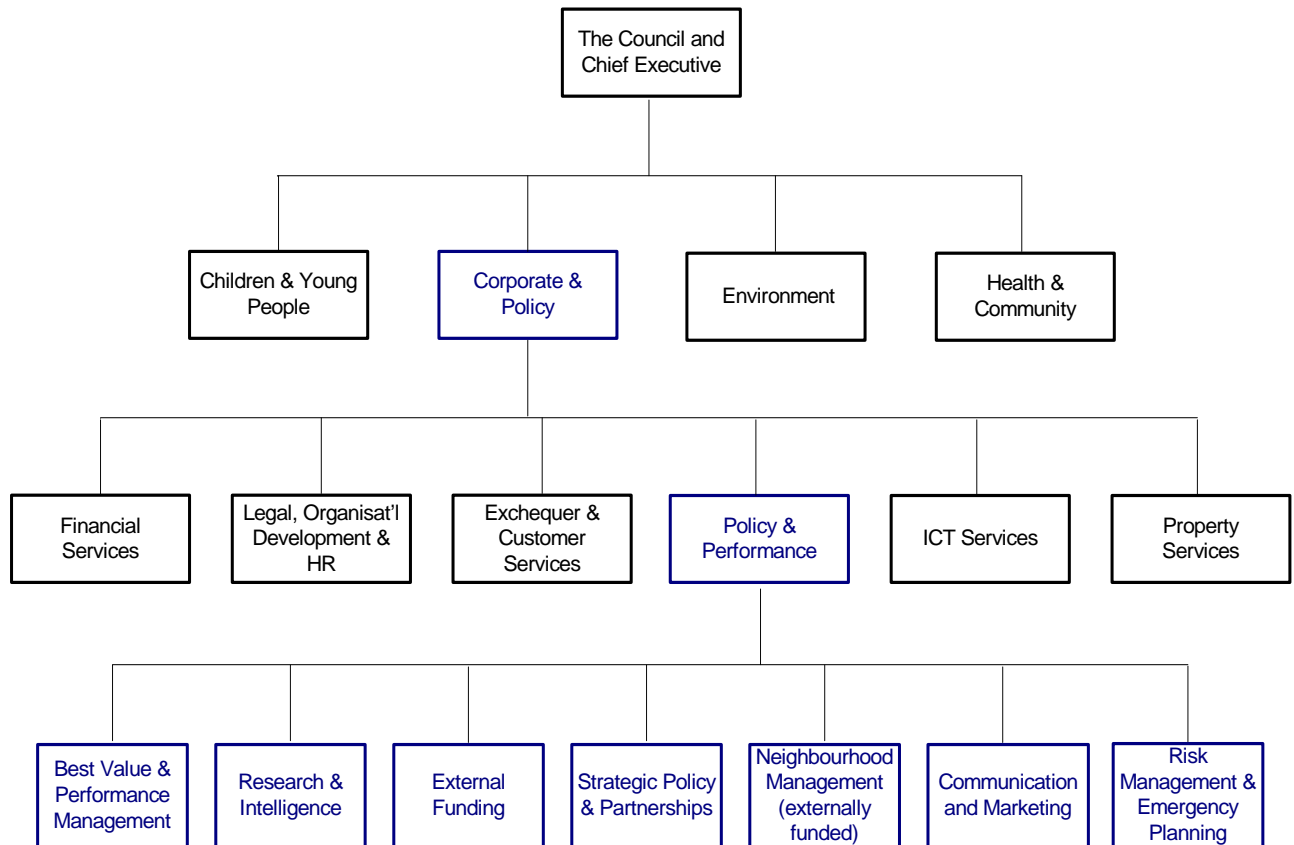 The Council and
Chief Executive
Children & Young
People
Corporate &
Policy
Environment
Health &
Community
Financial
Services
Legal, Organisat'l
Development &
HR
Exchequer &
Customer
Services
Policy &
Performance
ICT Services
Property
Services
Best Value &
Performance
Management
Research &
Intelligence
External
Funding
Strategic Policy
& Partnerships
Neighbourhood
Management
(externally
funded)
Communication
and Marketing
Risk
Management &
Emergency
Planning